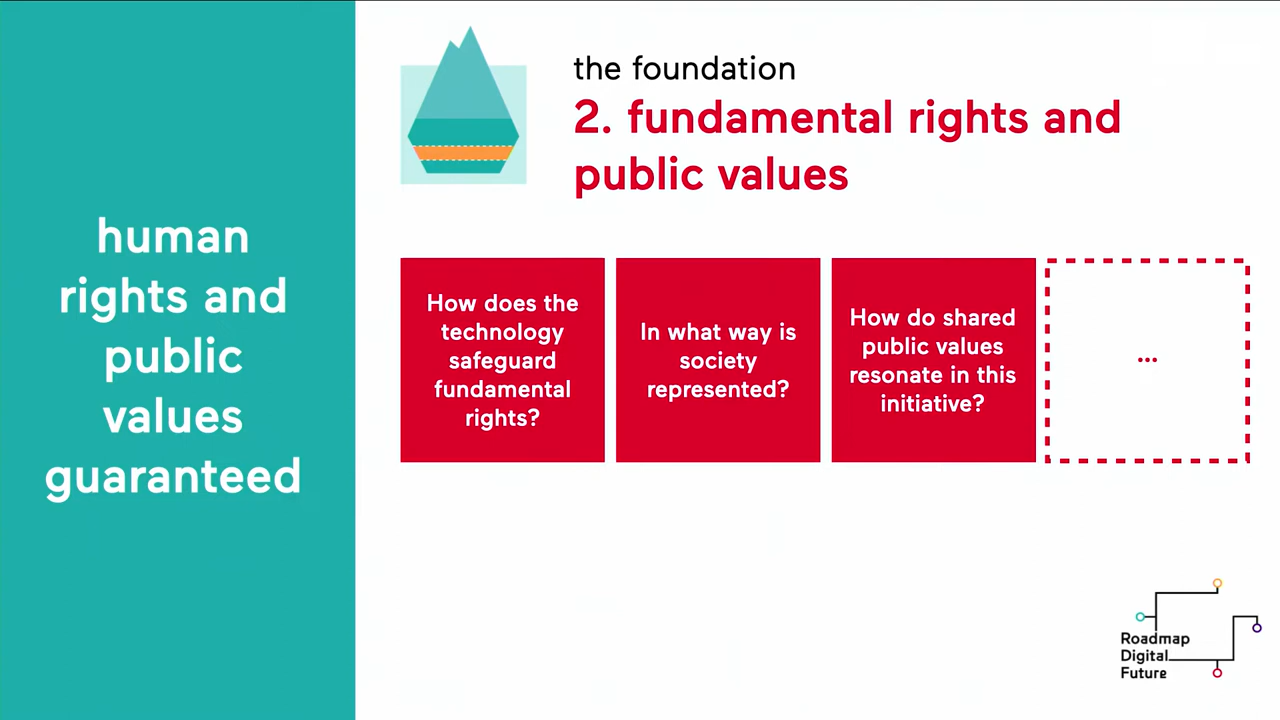 human
rights and
public
values
guaranteed
the foundation
2. fundamental rights and
public values
How does the
technology
safeguard
fundamental
rights?
In what way is
society
represented?
How do shared
public values
resonate in this
initiative?
...
Roadmap
Digital
Future